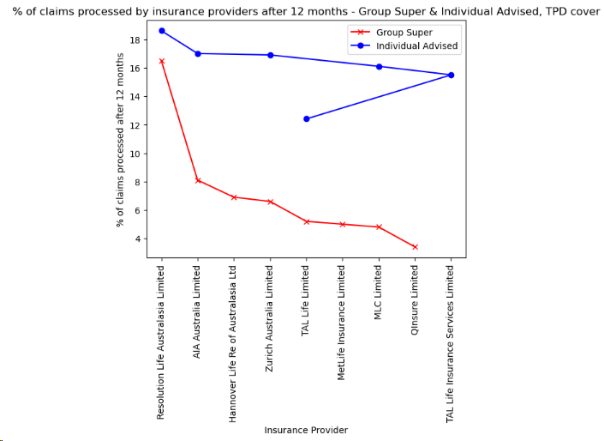 % of claims processed by insurance providers after 12 months - Group Super & Individual Advised, TPD cover
Group Super
Individual Advised
% of claims processed after 12 months
18
16
14
12
10
8
6
4
Resolution Life Australasia Limited
AIA Australia Limited
Hannover Life Re of Australasia Ltd
Zurich Australia Limited
TAL Life Limited
MetLife Insurance Limited
MLC Limited
QInsure Limited
TAL Life Insurance Services Limited
Insurance Provider